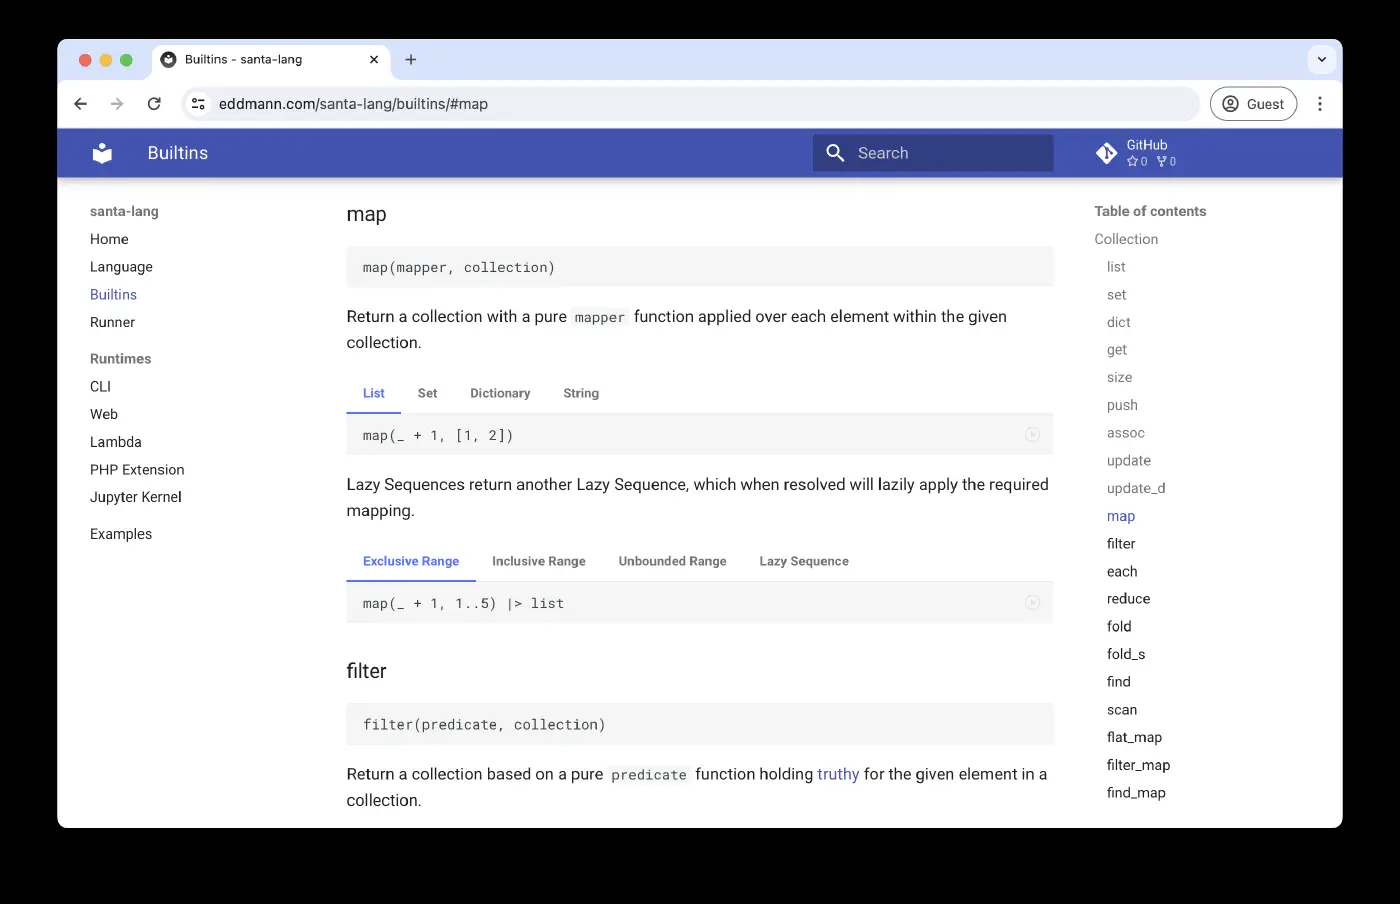 Builtins - santa-lang
eddmann.com/santa-lang/builtins/#map
Guest
Builtins
Search
GitHub
0 0
santa-lang
Home
Language
Builtins
Runner
Runtimes
CLI
Web
Lambda
PHP Extension
Jupyter Kernel
Examples
map
map(mapper, collection)
Return a collection with a pure mapper function applied over each element within the given
collection.
List Set Dictionary String
map(_ + 1, [1, 2])
Lazy Sequences return another Lazy Sequence, which when resolved will lazily apply the required
mapping.
Exclusive Range Inclusive Range Unbounded Range Lazy Sequence
map(_ + 1, 1..5) |> list
filter
filter(predicate, collection)
Return a collection based on a pure predicate function holding truthy for the given element in a
collection.
Table of contents
Collection
list
set
dict
get
size
push
assoc
update
update_d
map
filter
each
reduce
fold
fold_s
find
scan
flat_map
filter_map
find_map